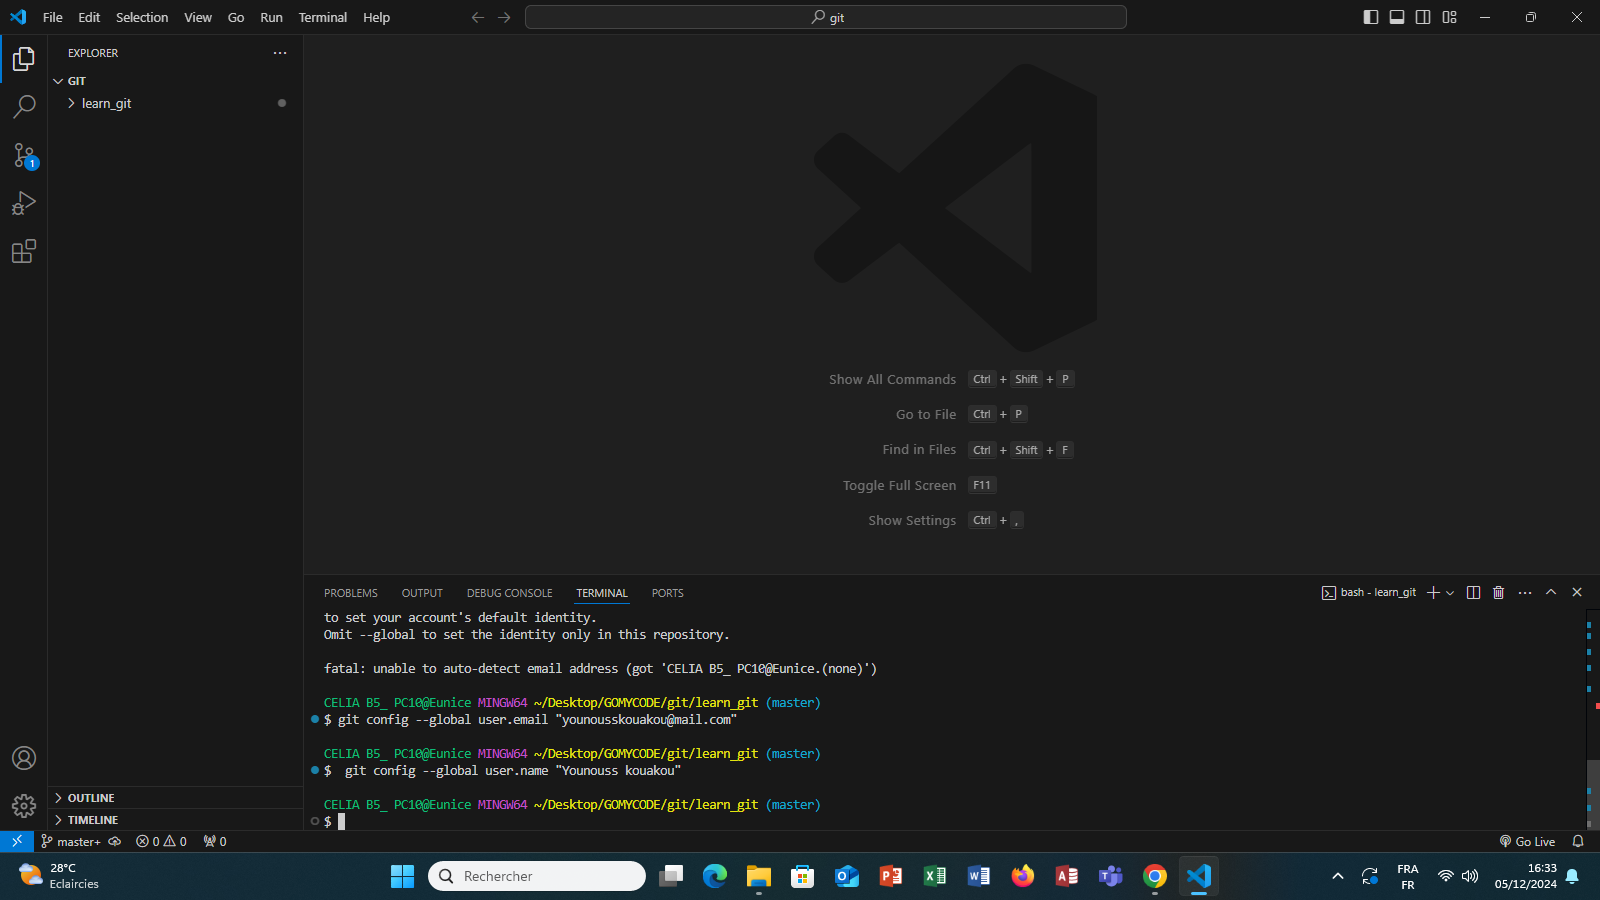 File Edit Selection View Go Run Terminal Help
git
EXPLORER
GIT
learn_git
1
Show All Commands Ctrl + Shift + P
Go to File Ctrl + P
Find in Files Ctrl + Shift + F
Toggle Full Screen F11
Show Settings Ctrl + ,
PROBLEMS OUTPUT DEBUG CONSOLE TERMINAL PORTS
bash - learn_git
to set your account's default identity.
Omit --global to set the identity only in this repository.
fatal: unable to auto-detect email address (got 'CELIA B5_ PC10@Eunice.(none)')
CELIA B5_ PC10@Eunice MINGW64 ~/Desktop/GOMYCODE/git/learn_git (master)
$ git config --global user.email "younousskouakou@mail.com"
CELIA B5_ PC10@Eunice MINGW64 ~/Desktop/GOMYCODE/git/learn_git (master)
$  git config --global user.name "Younouss kouakou"
CELIA B5_ PC10@Eunice MINGW64 ~/Desktop/GOMYCODE/git/learn_git (master)
$
OUTLINE
TIMELINE
master+ 0 0 0
Go Live
28°C
Eclaircies
Rechercher
FRA
FR
16:33
05/12/2024